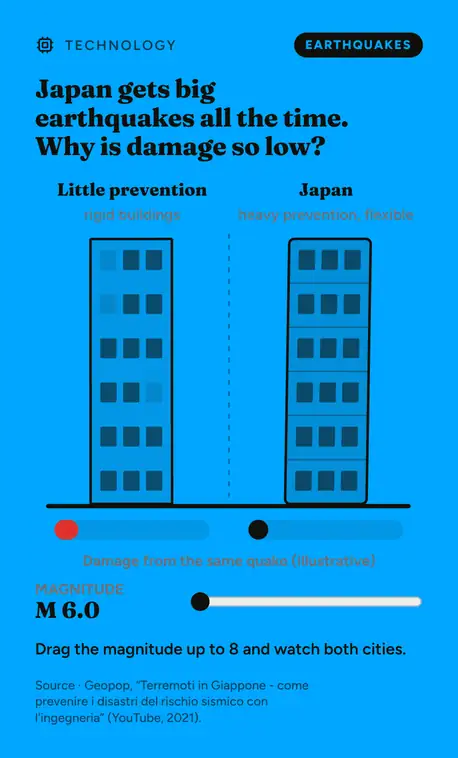 TECHNOLOGY
EARTHQUAKES
Japan gets big
earthquakes all the time.
Why is damage so low?
Little prevention
Japan
rigid buildings
heavy prevention, flexible
Damage from the same quake (illustrative)
MAGNITUDE
M 6.0
Drag the magnitude up to 8 and watch both cities.
Source · Geopop, “Terremoti in Giappone - come
prevenire i disastri del rischio sismico con
l’ingegneria” (YouTube, 2021).